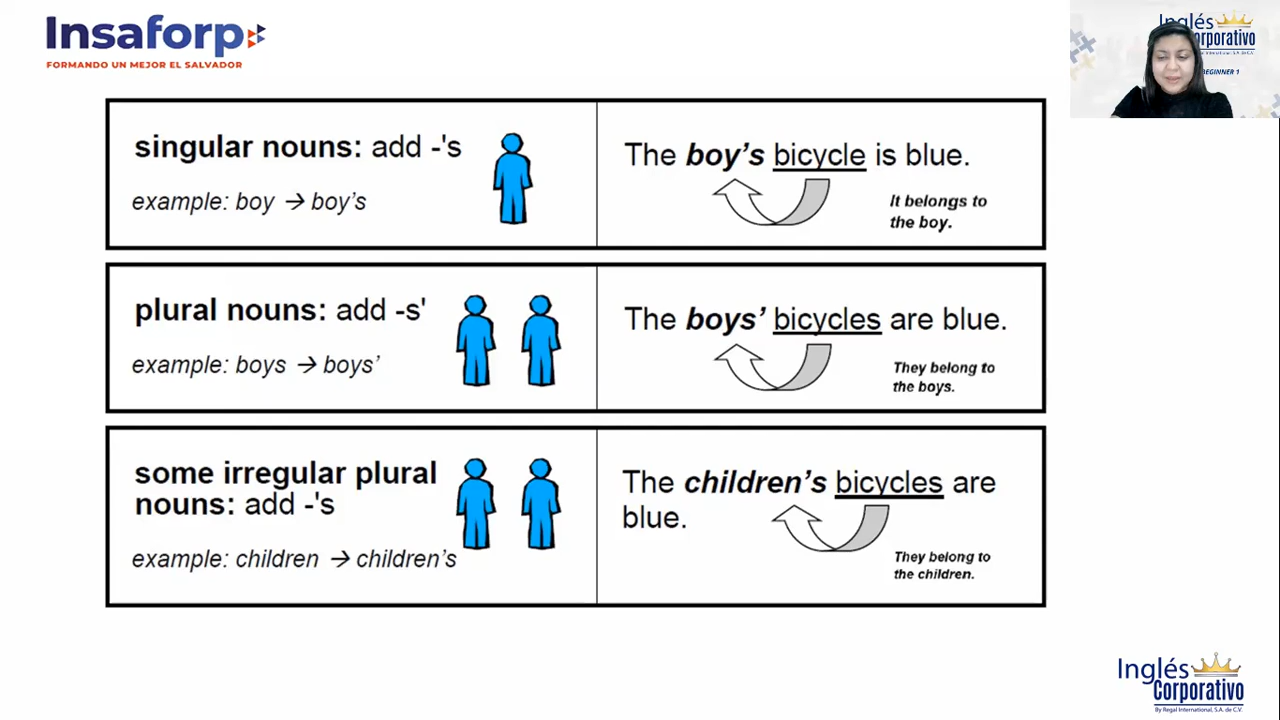 Insaforp
FORMANDO UN MEJOR EL SALVADOR
Inglés
Corporativo
BEGINNER 1
singular nouns: add -'s
example: boy → boy's
The boy's bicycle is blue.
It belongs to
the boy.
plural nouns: add -s'
example: boys → boys'
The boys' bicycles are blue.
They belong to
the boys.
some irregular plural
nouns: add -'s
example: children → children's
The children's bicycles are
blue.
They belong to
the children.
Inglés
Corporativo
By Regal International, S.A. de C.V.